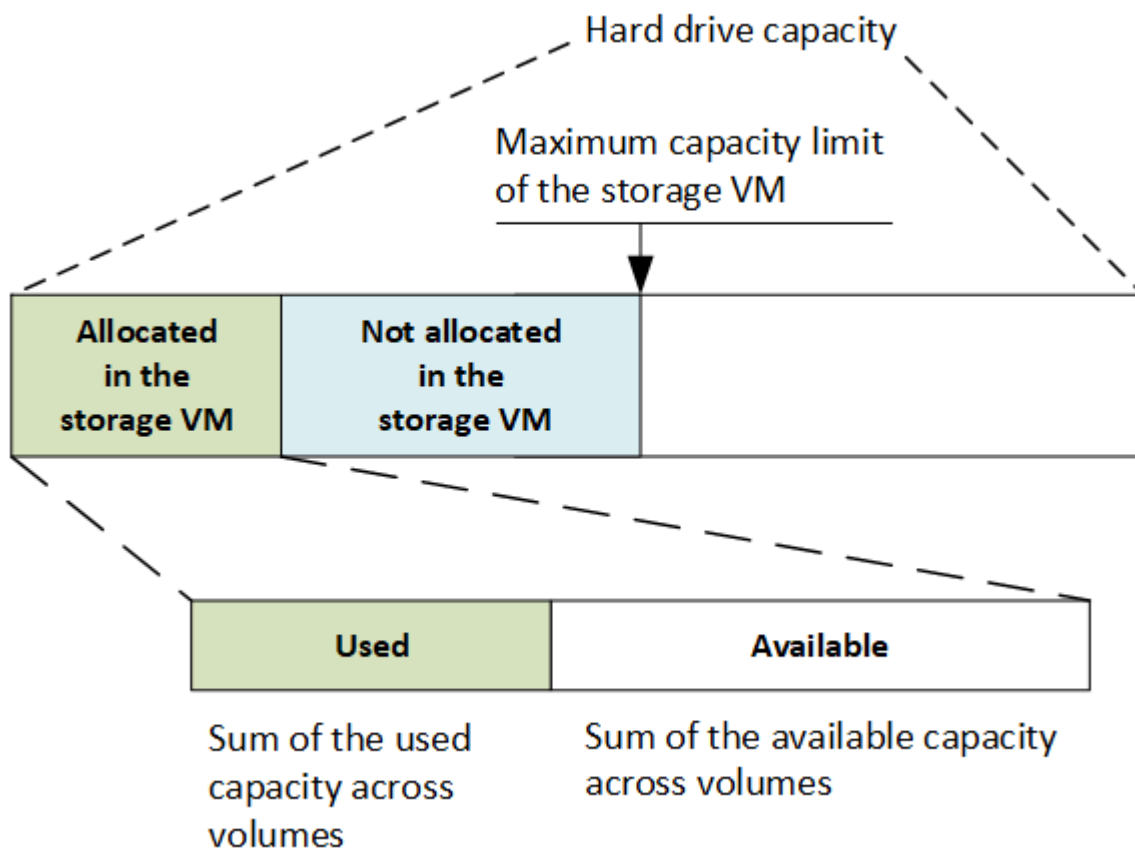 Hard drive capacity
Maximum capacity limit
of the storage VM
Allocated
in the
storage VM
Not allocated
in the
storage VM
Used
Available
Sum of the used
capacity across
volumes
Sum of the available capacity
across volumes